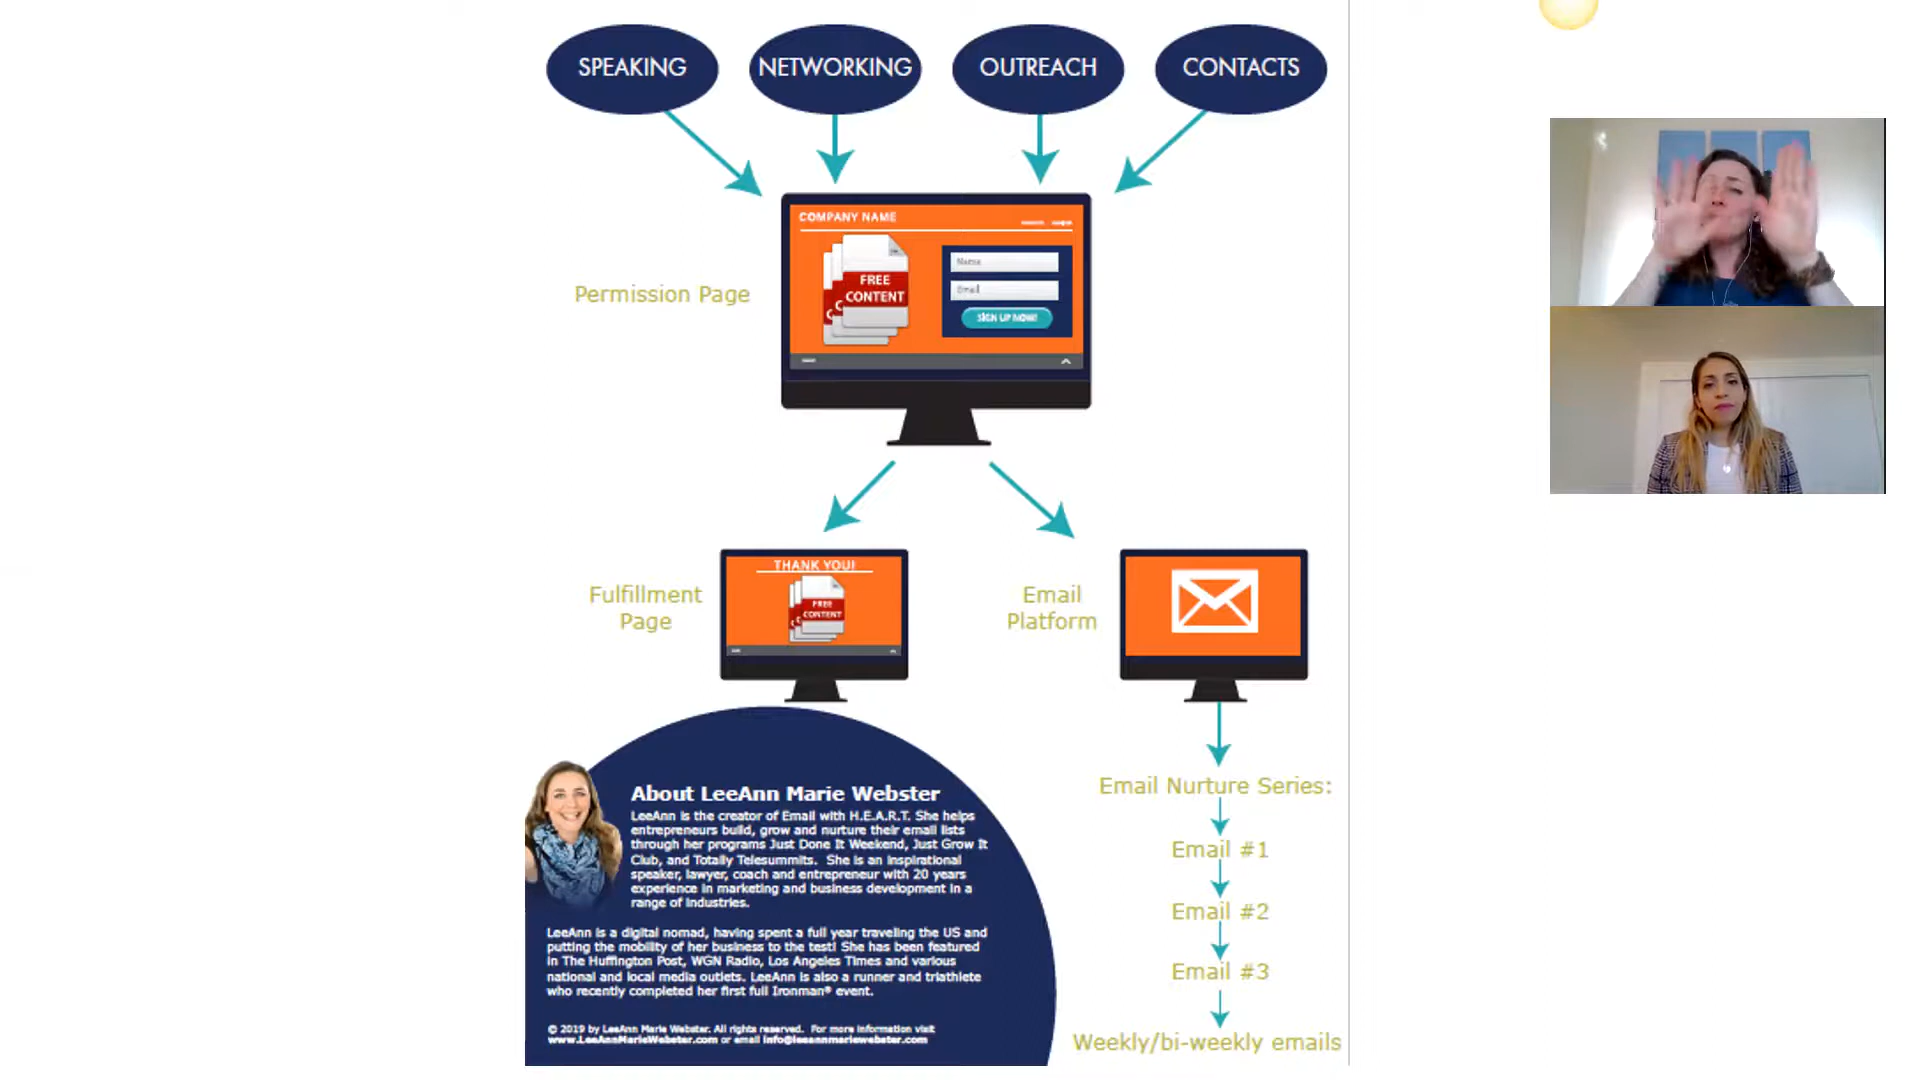 SPEAKING NETWORKING OUTREACH CONTACTS
COMPANY NAME
FREE
CONTENT
Name
Email
SIGN UP NOW!
Permission Page
THANK YOU!
FREE
CONTENT
Fulfillment
Page
Email
Platform
Email Nurture Series:
Email #1
Email #2
Email #3
Weekly/bi-weekly emails
About LeeAnn Marie Webster
LeeAnn is the creator of Email with H.E.A.R.T. She helps
entrepreneurs build, grow and nurture their email lists
through her programs Just Done It Weekend, Just Grow It
Club, and Totally Telesummits. She is an inspirational
speaker, lawyer, coach and entrepreneur with 20 years
experience in marketing and business development in a
range of industries.
LeeAnn is a digital nomad, having spent a full year traveling the US and
putting the mobility of her business to the test! She has been featured
in The Huffington Post, WGN Radio, Los Angeles Times and various
national and local media outlets. LeeAnn is also a runner and triathlete
who recently completed her first full Ironman® event.
© 2019 by LeeAnn Marie Webster. All rights reserved. For more information visit
www.LeeAnnMarieWebster.com or email info@leeannmariewebster.com